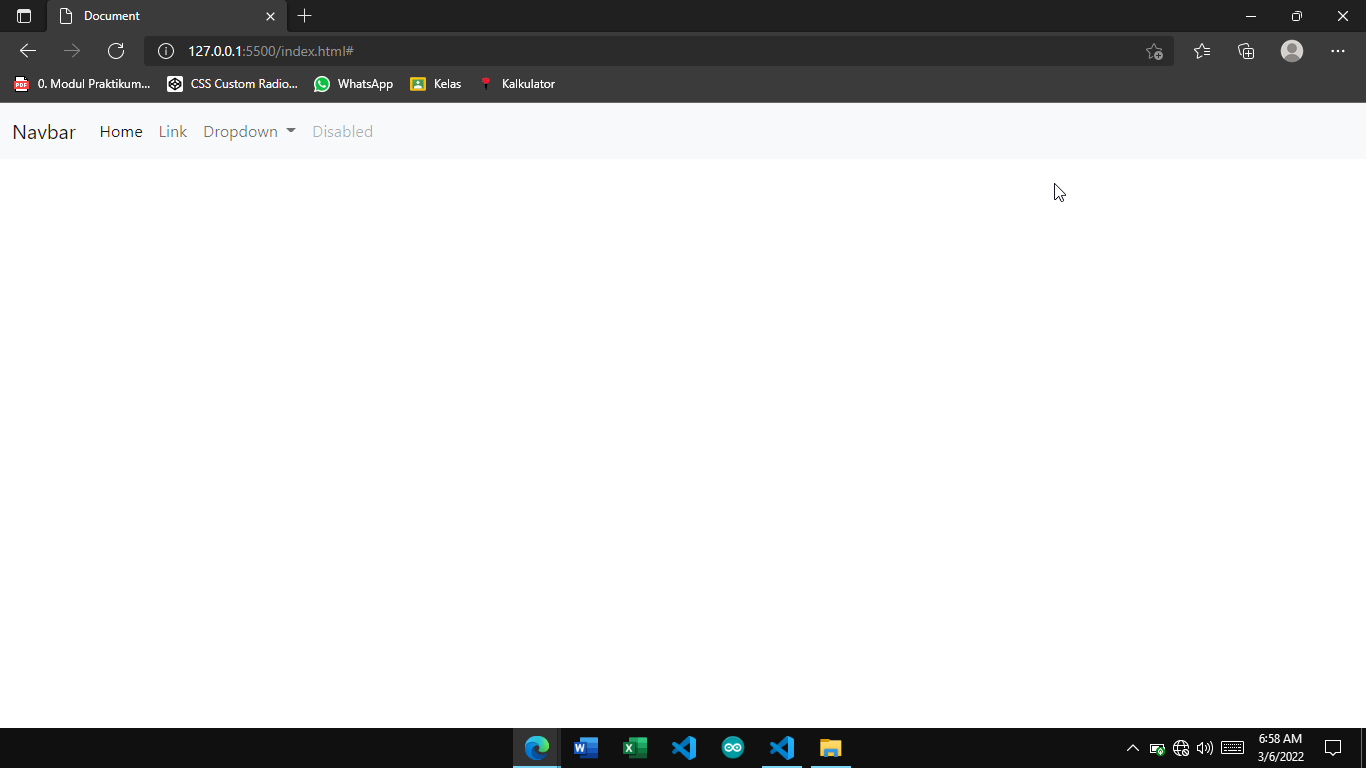 Document
127.0.0.1:5500/index.html#
0. Modul Praktikum... CSS Custom Radio... WhatsApp Kelas Kalkulator
Navbar Home Link Dropdown Disabled
6:58 AM
3/6/2022